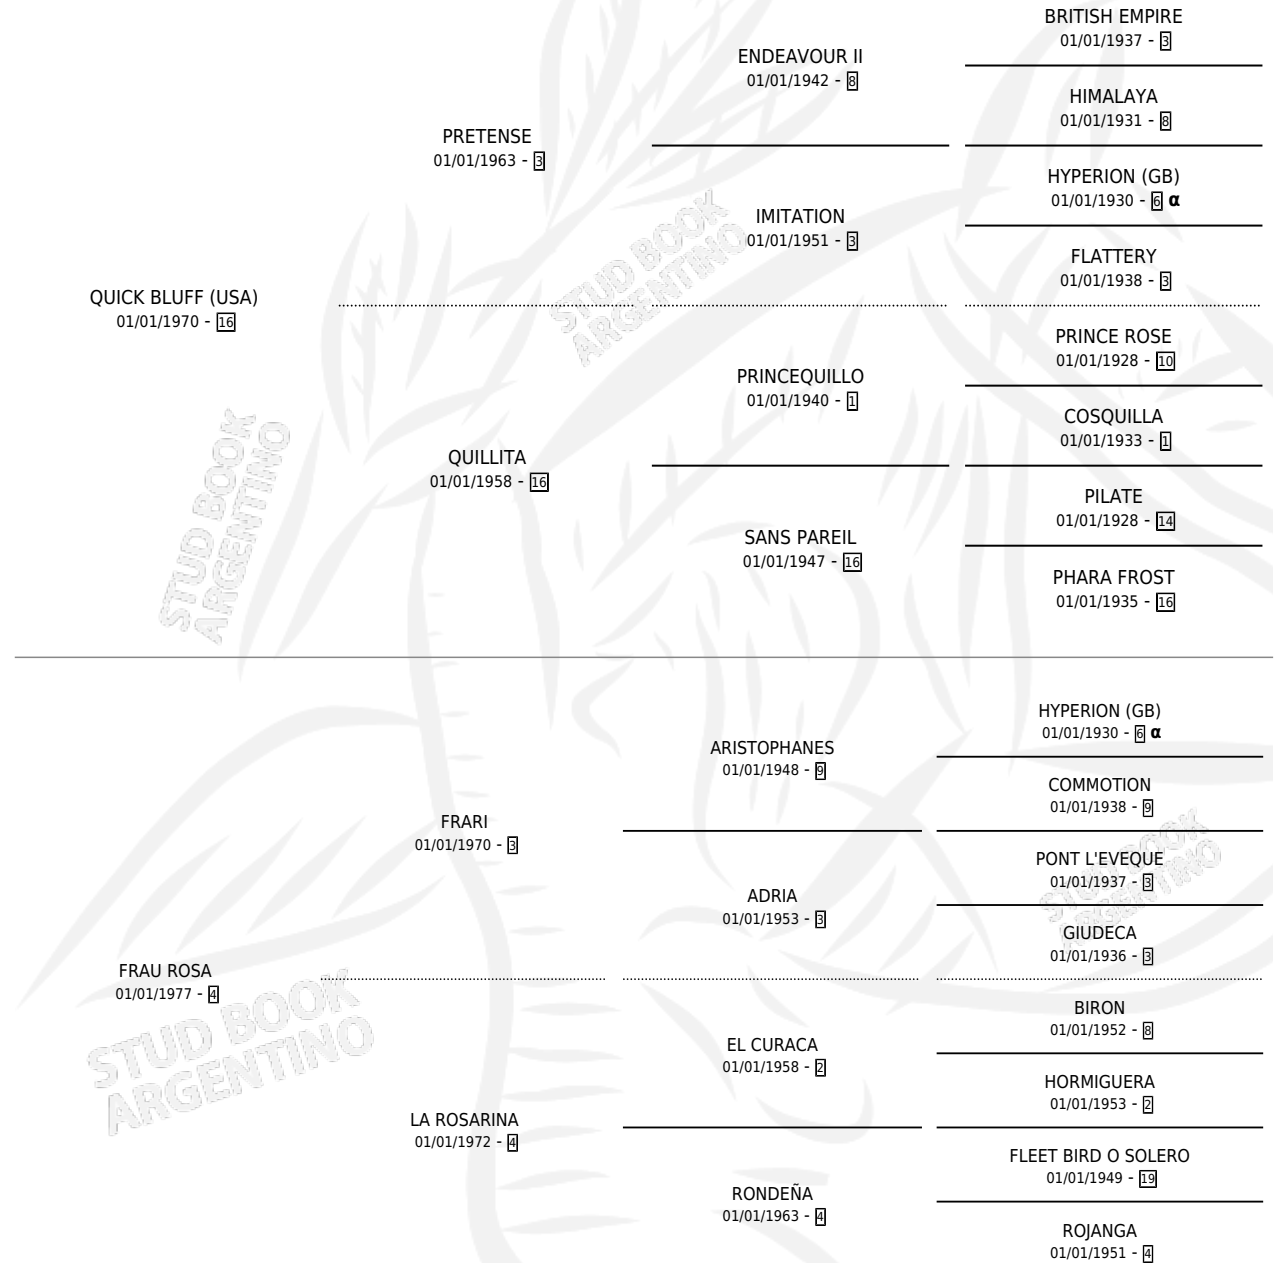 BRITISH EMPIRE
01/01/1937 - 3
ENDEAVOUR II
01/01/1942 - 8
HIMALAYA
01/01/1931 - 8
PRETENSE
01/01/1963 - 3
HYPERION (GB)
01/01/1930 - 6 α
IMITATION
01/01/1951 - 3
FLATTERY
01/01/1938 - 3
QUICK BLUFF (USA)
01/01/1970 - 16
PRINCE ROSE
01/01/1928 - 10
PRINCEQUILLO
01/01/1940 - 1
COSQUILLA
01/01/1933 - 1
QUILLITA
01/01/1958 - 16
PILATE
01/01/1928 - 14
SANS PAREIL
01/01/1947 - 16
PHARA FROST
01/01/1935 - 16
STUD BOOK
ARGENTINO
STUD BOOK
ARGENTINO
HYPERION (GB)
01/01/1930 - 6 α
ARISTOPHANES
01/01/1948 - 9
COMMOTION
01/01/1938 - 9
FRARI
01/01/1970 - 3
PONT L'EVEQUE
01/01/1937 - 3
ADRIA
01/01/1953 - 3
GIUDECA
01/01/1936 - 3
FRAU ROSA
01/01/1977 - 4
BIRON
01/01/1952 - 8
EL CURACA
01/01/1958 - 2
HORMIGUERA
01/01/1953 - 2
LA ROSARINA
01/01/1972 - 4
FLEET BIRD O SOLERO
01/01/1949 - 19
RONDEÑA
01/01/1963 - 4
ROJANGA
01/01/1951 - 4
STUD BOOK
ARGENTINO
STUD BOOK
ARGENTINO